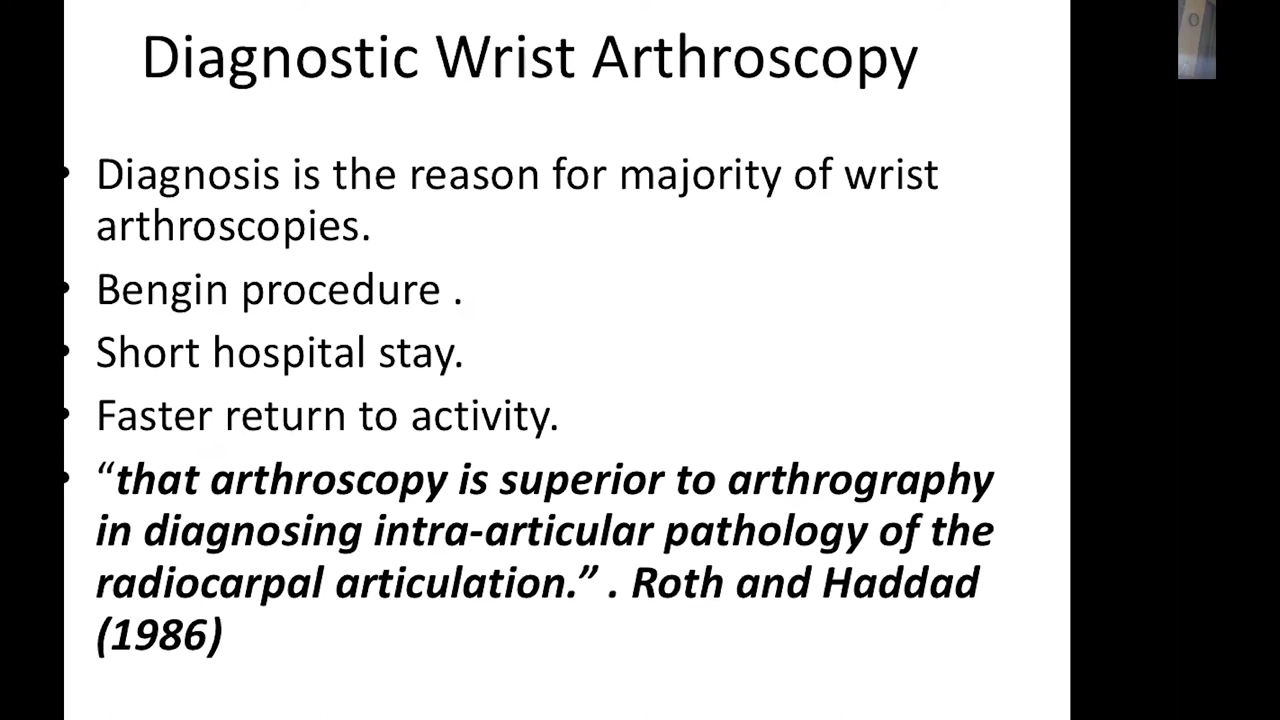 Diagnostic Wrist Arthroscopy
• Diagnosis is the reason for majority of wrist
arthroscopies.
• Bengin procedure .
• Short hospital stay.
• Faster return to activity.
• “that arthroscopy is superior to arthrography
in diagnosing intra-articular pathology of the
radiocarpal articulation.” . Roth and Haddad
(1986)